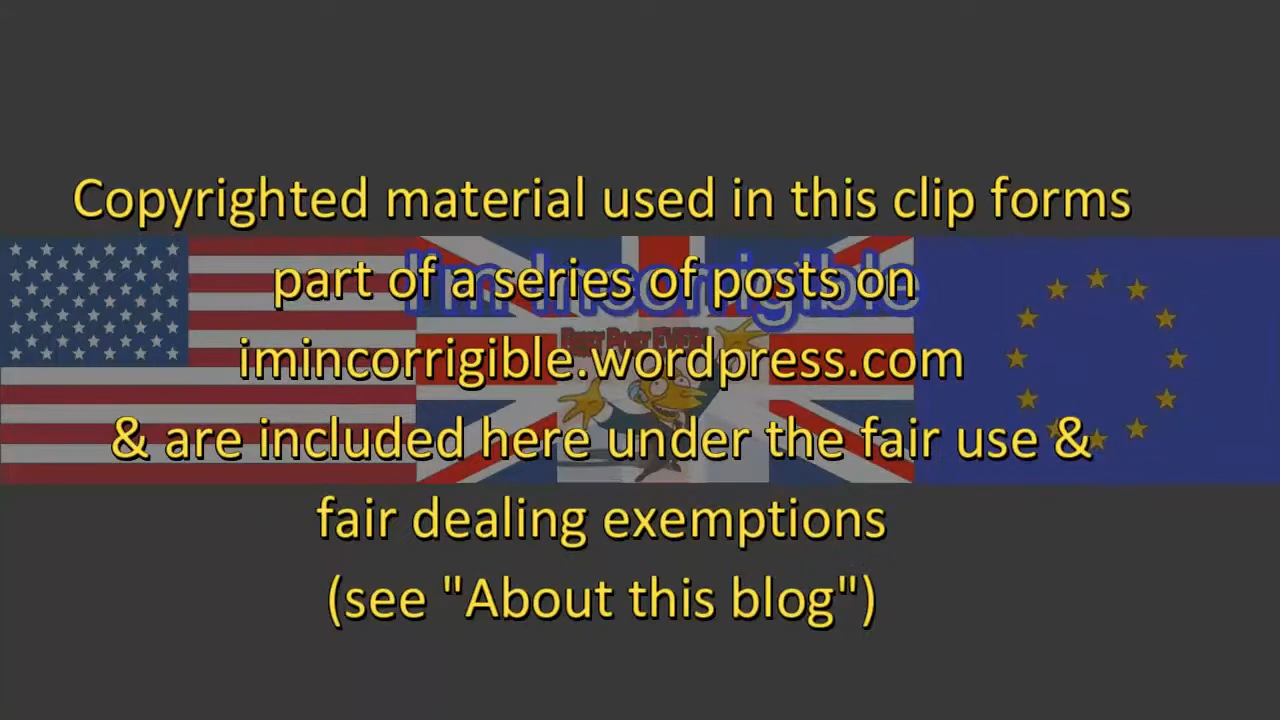 Copyrighted material used in this clip forms
part of a series of posts on
imincorrigible.wordpress.com
& are included here under the fair use &
fair dealing exemptions
(see "About this blog")
I'm Incorrigible